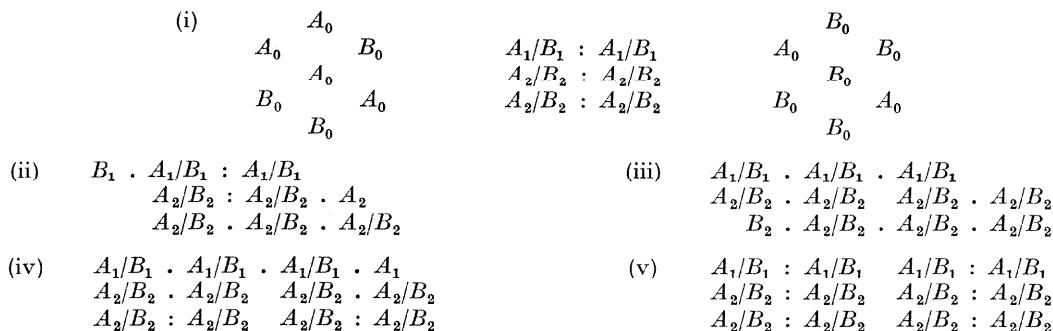 (i) A₀ B₀
A₀ B₀ A₁/B₁ : A₁/B₁ A₀ B₀
A₀ A₂/B₂ : A₂/B₂ B₀
B₀ A₀ A₂/B₂ : A₂/B₂ B₀ A₀
B₀ B₀
(ii) B₁ . A₁/B₁ : A₁/B₁
A₂/B₂ : A₂/B₂ . A₂
A₂/B₂ . A₂/B₂ . A₂/B₂
(iii) A₁/B₁ . A₁/B₁ . A₁/B₁
A₂/B₂ . A₂/B₂ A₂/B₂ . A₂/B₂
B₂ . A₂/B₂ . A₂/B₂ . A₂/B₂
(iv) A₁/B₁ . A₁/B₁ . A₁/B₁ . A₁
A₂/B₂ . A₂/B₂ A₂/B₂ . A₂/B₂
A₂/B₂ : A₂/B₂ A₂/B₂ : A₂/B₂
(v) A₁/B₁ : A₁/B₁ A₁/B₁ : A₁/B₁
A₂/B₂ : A₂/B₂ A₂/B₂ : A₂/B₂
A₂/B₂ : A₂/B₂ A₂/B₂ : A₂/B₂